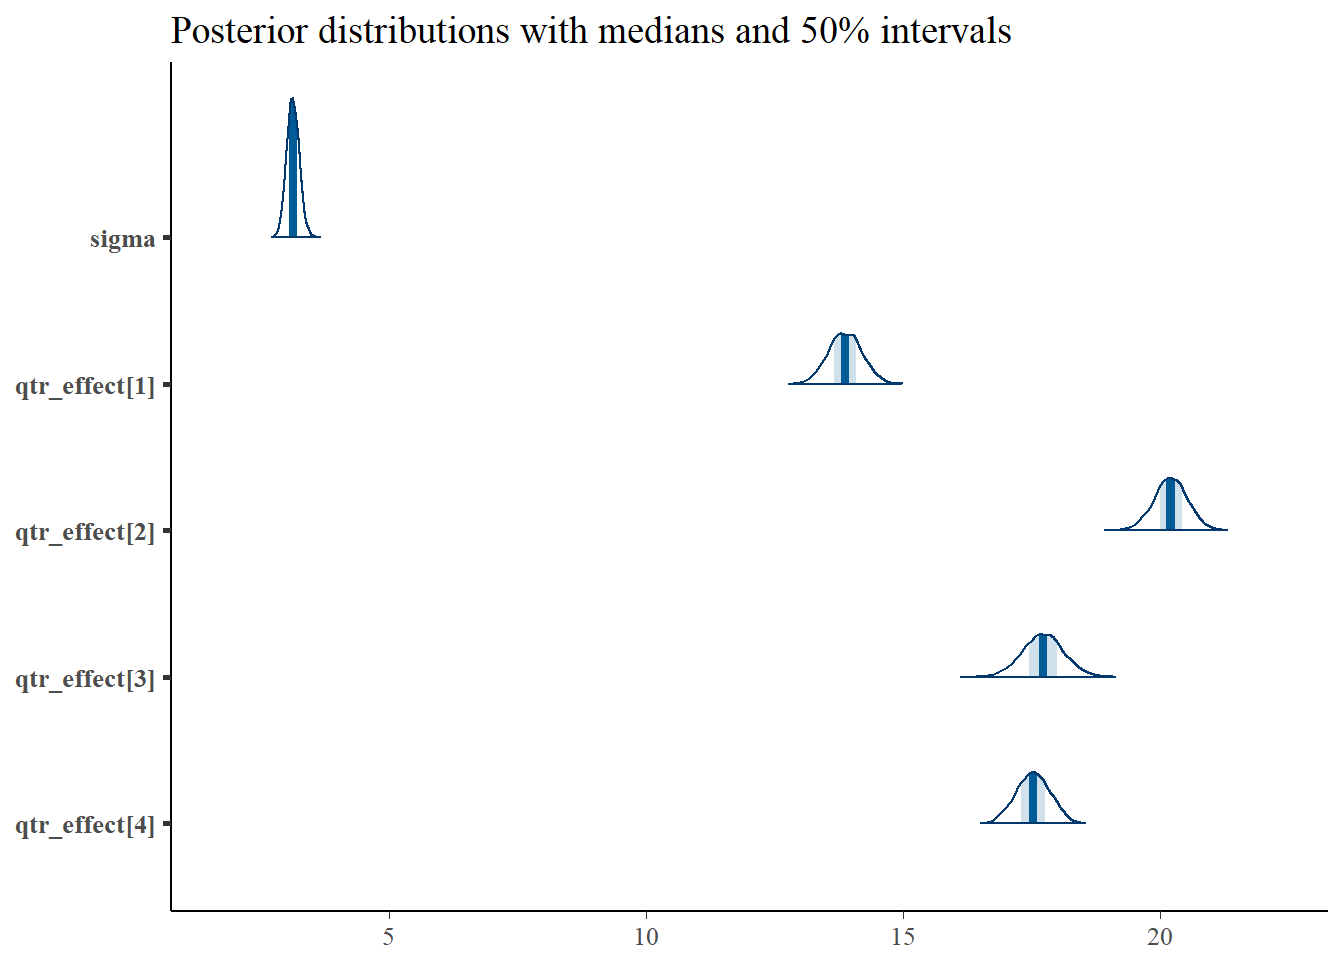 Posterior distributions with medians and 50% intervals
sigma
qtr_effect[1]
qtr_effect[2]
qtr_effect[3]
qtr_effect[4]
5 10 15 20